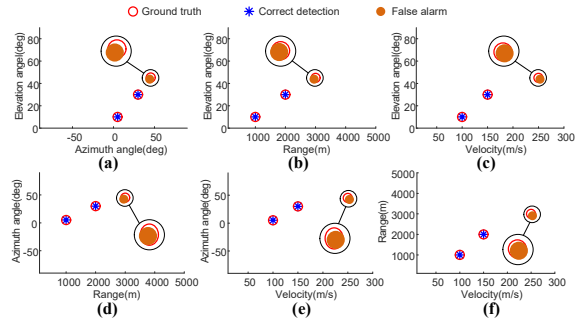 Ground truth Correct detection False alarm
Elevation angel(deg)
80
60
40
20
0
-50 0 50
Azimuth angle(deg)
(a)
Elevation angel(deg)
80
60
40
20
0
1000 2000 3000 4000 5000
Range(m)
(b)
Elevation angel(deg)
80
60
40
20
0
50 100 150 200 250 300
Velocity(m/s)
(c)
Azimuth angle(deg)
50
0
-50
1000 2000 3000 4000 5000
Range(m)
(d)
Azimuth angle(deg)
50
0
-50
50 100 150 200 250 300
Velocity(m/s)
(e)
Range(m)
5000
4000
3000
2000
1000
50 100 150 200 250 300
Velocity(m/s)
(f)